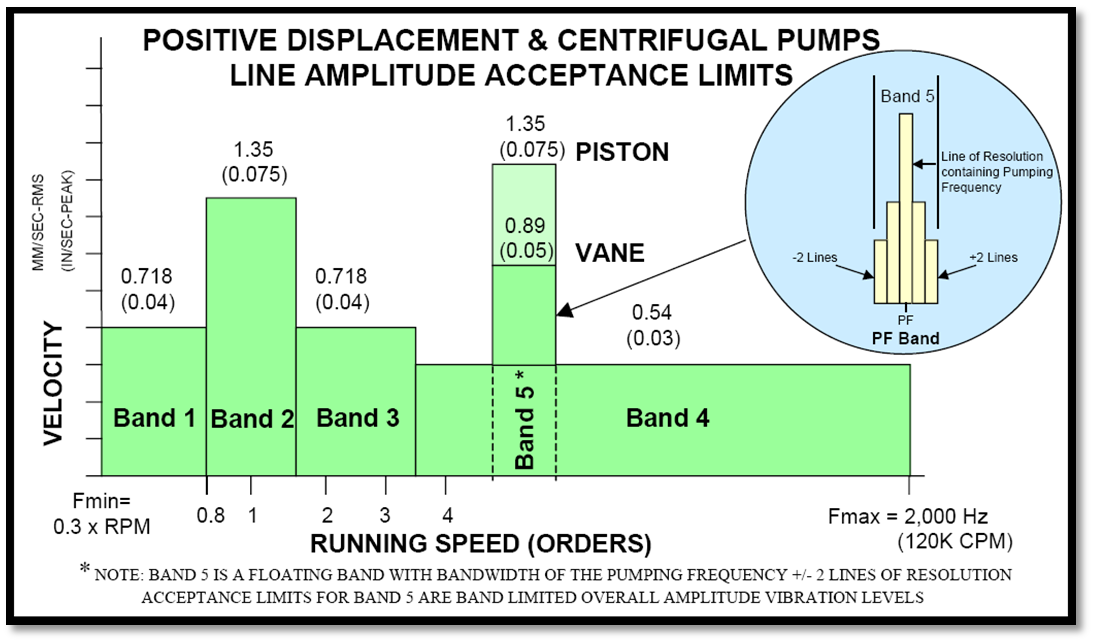 POSITIVE DISPLACEMENT & CENTRIFUGAL PUMPS
LINE AMPLITUDE ACCEPTANCE LIMITS
Band 5
Line of Resolution
containing Pumping
Frequency
-2 Lines
+2 Lines
PF
PF Band
1.35
(0.075)
PISTON
1.35
(0.075)
0.89
(0.05)
VANE
0.718
(0.04)
0.718
(0.04)
0.54
(0.03)
MM/SEC-RMS
(IN/SEC-PEAK)
VELOCITY
Band 1
Band 2
Band 3
Band 5 *
Band 4
Fmin=
0.3 x RPM
0.8
1
2
3
4
Fmax = 2,000 Hz
(120K CPM)
RUNNING SPEED (ORDERS)
* NOTE: BAND 5 IS A FLOATING BAND WITH BANDWIDTH OF THE PUMPING FREQUENCY +/- 2 LINES OF RESOLUTION
ACCEPTANCE LIMITS FOR BAND 5 ARE BAND LIMITED OVERALL AMPLITUDE VIBRATION LEVELS